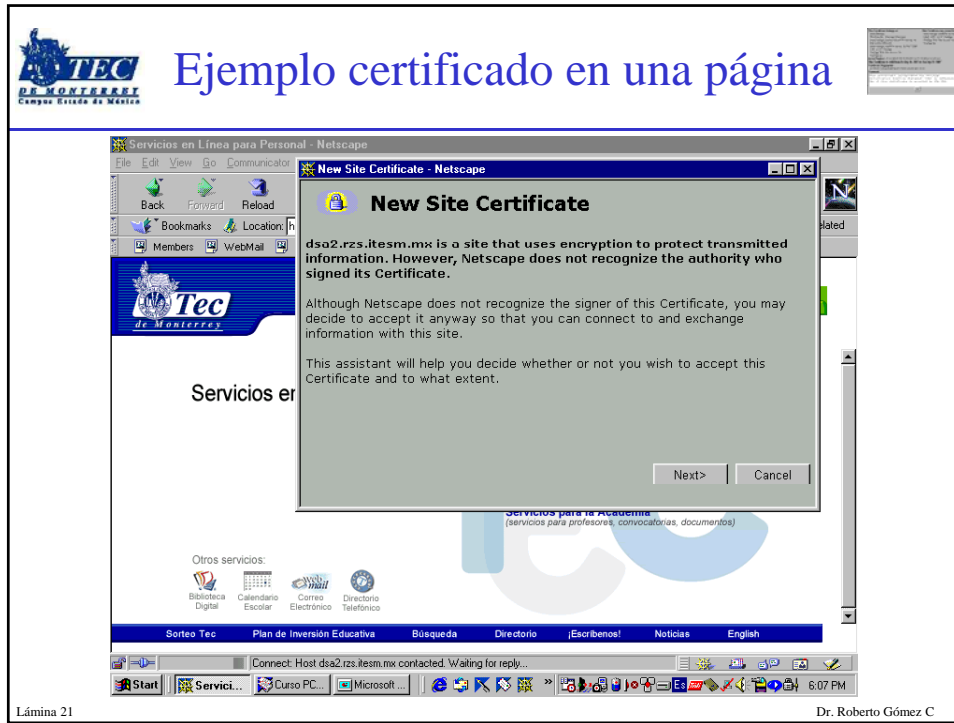 TEC
DE MONTERREY
Campus Estado de México
Ejemplo certificado en una página
Servicios en Línea para Personal - Netscape
File Edit View Go Communicator
New Site Certificate - Netscape
Back Forward Reload
Bookmarks Location: h
elated
Members WebMail
New Site Certificate
dsa2.rzs.itesm.mx is a site that uses encryption to protect transmitted
information. However, Netscape does not recognize the authority who
signed its Certificate.
Although Netscape does not recognize the signer of this Certificate, you may
decide to accept it anyway so that you can connect to and exchange
information with this site.
This assistant will help you decide whether or not you wish to accept this
Certificate and to what extent.
Next> Cancel
Tec
de Monterrey
Servicios en
Servicios para la Academia
(servicios para profesores, convocatorias, documentos)
Otros servicios:
Biblioteca Digital
Calendario Escolar
Correo Electrónico
Directorio Telefónico
Sorteo Tec Plan de Inversión Educativa Búsqueda Directorio ¡Escríbenos! Noticias English
Connect: Host dsa2.rzs.itesm.mx contacted. Waiting for reply...
Start Servici... Curso PC... Microsoft ... Es 6:07 PM
Lámina 21
Dr. Roberto Gómez C